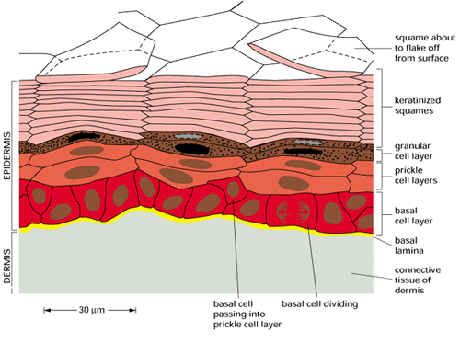 squame about
to flake off
from surface
keratinized
squames
granular
cell layer
prickle
cell layers
basal
cell layer
basal
lamina
connective
tissue of
dermis
EPIDERMIS
DERMIS
30 µm
basal cell
passing into
prickle cell layer
basal cell dividing